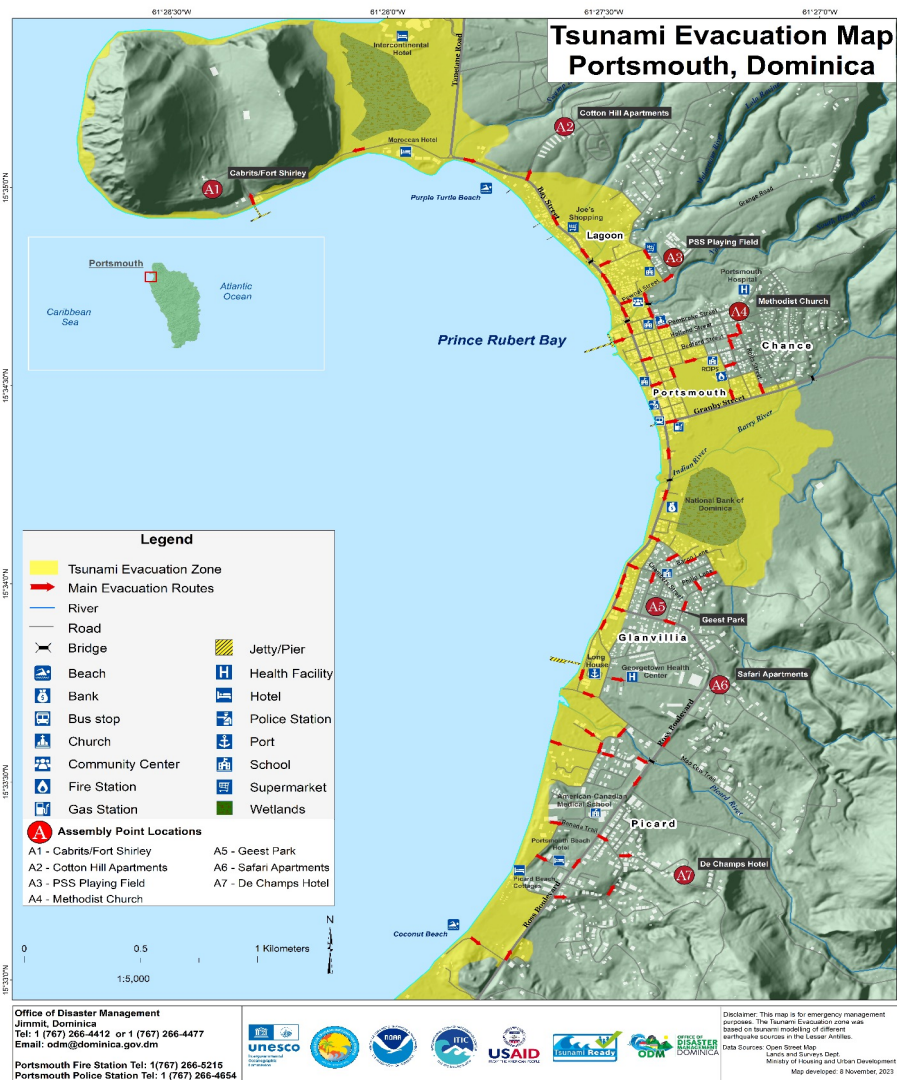 61°28'30"W 61°28'0"W 61°27'30"W 61°27'0"W
Tsunami Evacuation Map
Portsmouth, Dominica
Intercontinental
Hotel
Cotton Hill Apartments
A2
Moroccan Hotel
Cabrits/Fort Shirley
A1
15°35'0"N
Purple Turtle Beach
Bay Street
Grange Road
Joe's
Shopping
Lagoon
PSS Playing Field
A3
Portsmouth
Atlantic
Ocean
Caribbean
Sea
Portsmouth
Hospital
Methodist Church
A4
Chance
Prince Rubert Bay
15°34'30"N
Portsmouth
Granby Street
Barry River
Indian River
National Bank of
Dominica
15°34'0"N
A5
Geest Park
Glanvillia
Long
House
Georgetown Health
Center
Safari Apartments
A6
Ross Boulevard
15°33'30"N
Picard River
American-Canadian
Medical School
Picard
Banana Trail
Portsmouth Beach
Hotel
De Champs Hotel
A7
Picard Beach
Cottages
Ross Boulevard
Coconut Beach
15°33'0"N
Legend
Tsunami Evacuation Zone
Main Evacuation Routes
River
Road
Bridge
Jetty/Pier
Beach
Health Facility
Bank
Hotel
Bus stop
Police Station
Church
Port
Community Center
School
Fire Station
Supermarket
Gas Station
Wetlands
A Assembly Point Locations
A1 - Cabrits/Fort Shirley
A2 - Cotton Hill Apartments
A3 - PSS Playing Field
A4 - Methodist Church
A5 - Geest Park
A6 - Safari Apartments
A7 - De Champs Hotel
N
0 0.5 1 Kilometers
1:5,000
Office of Disaster Management
Jimmit, Dominica
Tel: 1 (767) 266-4412 or 1 (767) 266-4477
Email: odm@dominica.gov.dm
Portsmouth Fire Station Tel: 1(767) 266-5215
Portsmouth Police Station Tel: 1 (767) 266-4654
unesco
Intergovernmental
Oceanographic
Commission
NOAA
ITIC
USAID
FROM THE AMERICAN PEOPLE
Tsunami Ready
ODM
OFFICE OF
DISASTER
MANAGEMENT
DOMINICA
Disclaimer: This map is for emergency management
purposes. The Tsunami Evacuation zone was
based on tsunami modelling of different
earthquake sources in the Lesser Antilles.
Data Sources: Open Street Map
Lands and Surveys Dept.
Ministry of Housing and Urban Development
Map developed: 8 November, 2023